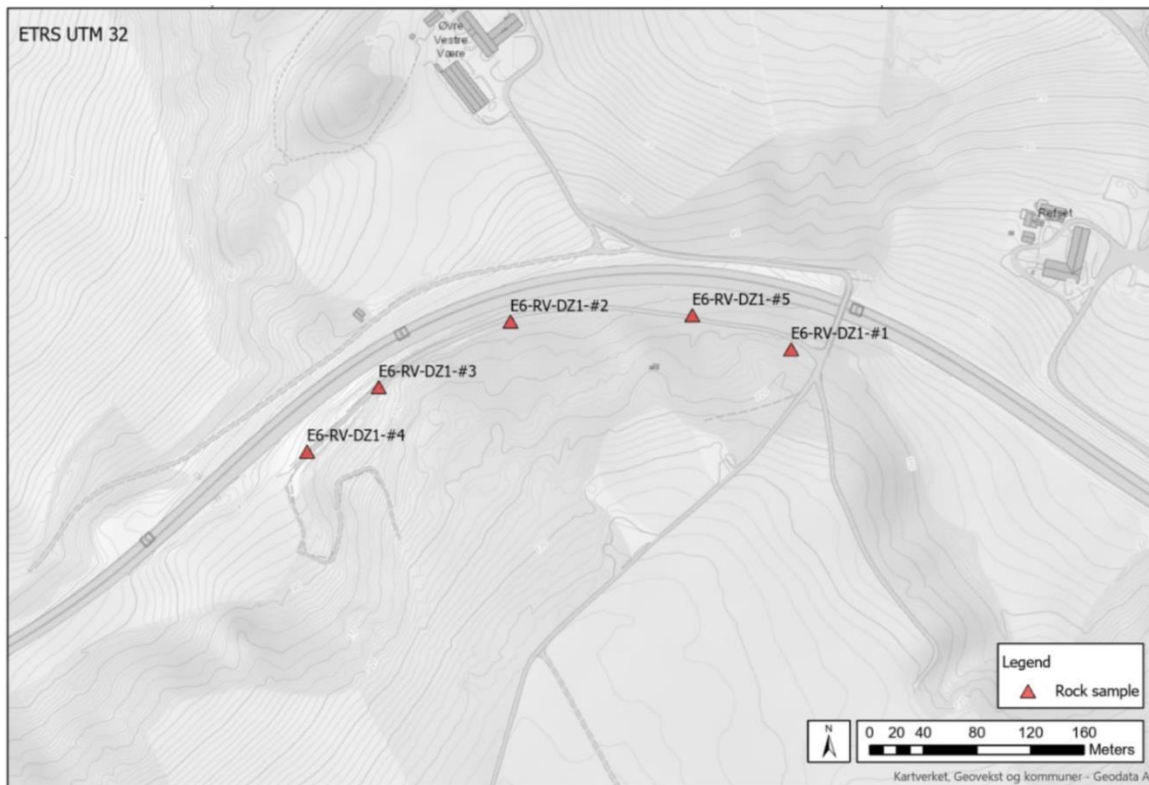 ETRS UTM 32
Øvre
Vestre
Være
Refset
E6-RV-DZ1-#2
E6-RV-DZ1-#5
E6-RV-DZ1-#1
E6-RV-DZ1-#3
E6-RV-DZ1-#4
Legend
Rock sample
N
0 20 40 80 120 160
Meters
Kartverket, Geovekst og kommuner - Geodata A